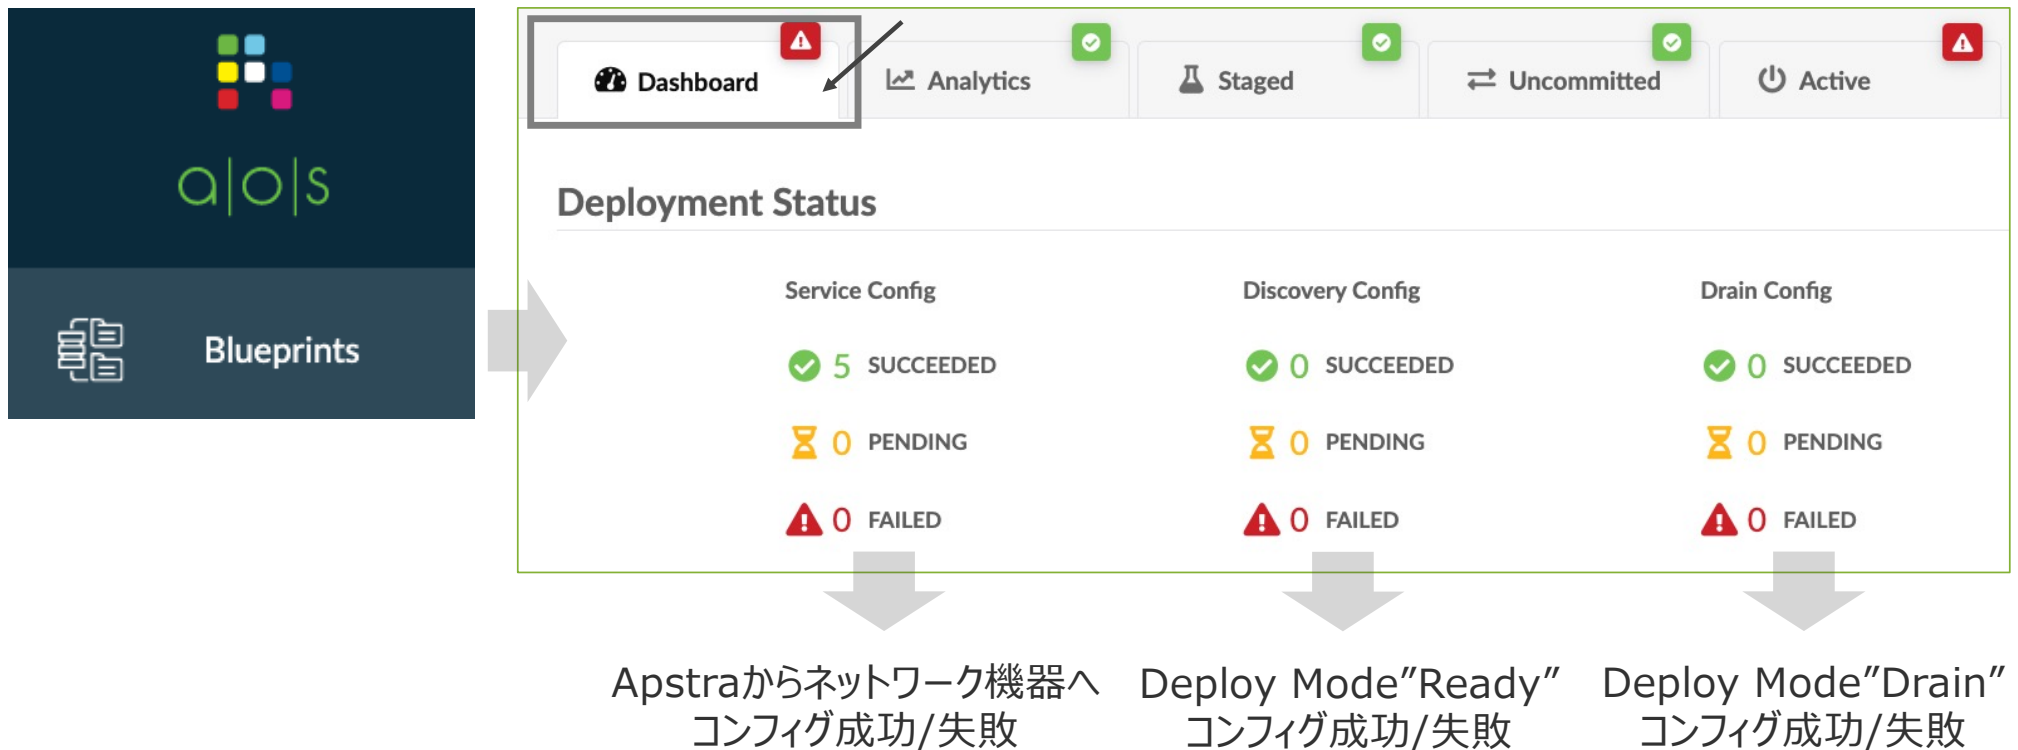 a|o|s
Blueprints
Dashboard
Analytics
Staged
Uncommitted
Active
Deployment Status
Service Config
Discovery Config
Drain Config
5 SUCCEEDED
0 SUCCEEDED
0 SUCCEEDED
0 PENDING
0 PENDING
0 PENDING
0 FAILED
0 FAILED
0 FAILED
Apstraからネットワーク機器へ
コンフィグ成功/失敗
Deploy Mode”Ready”
コンフィグ成功/失敗
Deploy Mode”Drain”
コンフィグ成功/失敗